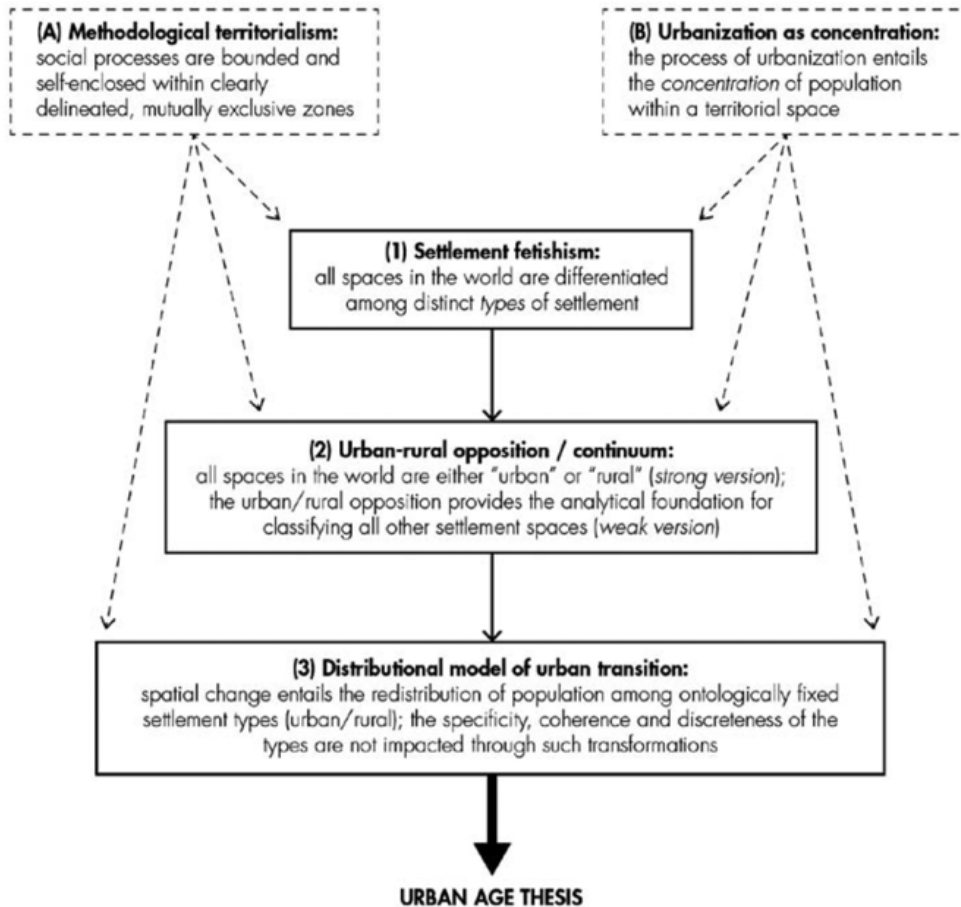 (A) Methodological territorialism:
social processes are bounded and
self-enclosed within clearly
delineated, mutually exclusive zones
(B) Urbanization as concentration:
the process of urbanization entails
the concentration of population
within a territorial space
(1) Settlement fetishism:
all spaces in the world are differentiated
among distinct types of settlement
(2) Urban-rural opposition / continuum:
all spaces in the world are either "urban" or "rural" (strong version);
the urban/rural opposition provides the analytical foundation for
classifying all other settlement spaces (weak version)
(3) Distributional model of urban transition:
spatial change entails the redistribution of population among ontologically fixed
settlement types (urban/rural); the specificity, coherence and discreteness of the
types are not impacted through such transformations
URBAN AGE THESIS